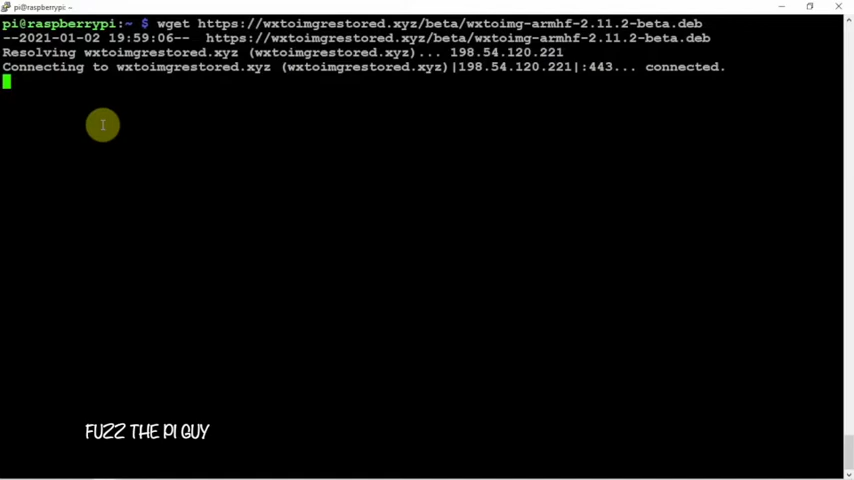 pi@raspberrypi: ~
pi@raspberrypi:~ $ wget https://wxtoimgrestored.xyz/beta/wxtoimg-armhf-2.11.2-beta.deb
--2021-01-02 19:59:06--  https://wxtoimgrestored.xyz/beta/wxtoimg-armhf-2.11.2-beta.deb
Resolving wxtoimgrestored.xyz (wxtoimgrestored.xyz)... 198.54.120.221
Connecting to wxtoimgrestored.xyz (wxtoimgrestored.xyz)|198.54.120.221|:443... connected.
FUZZ THE PI GUY